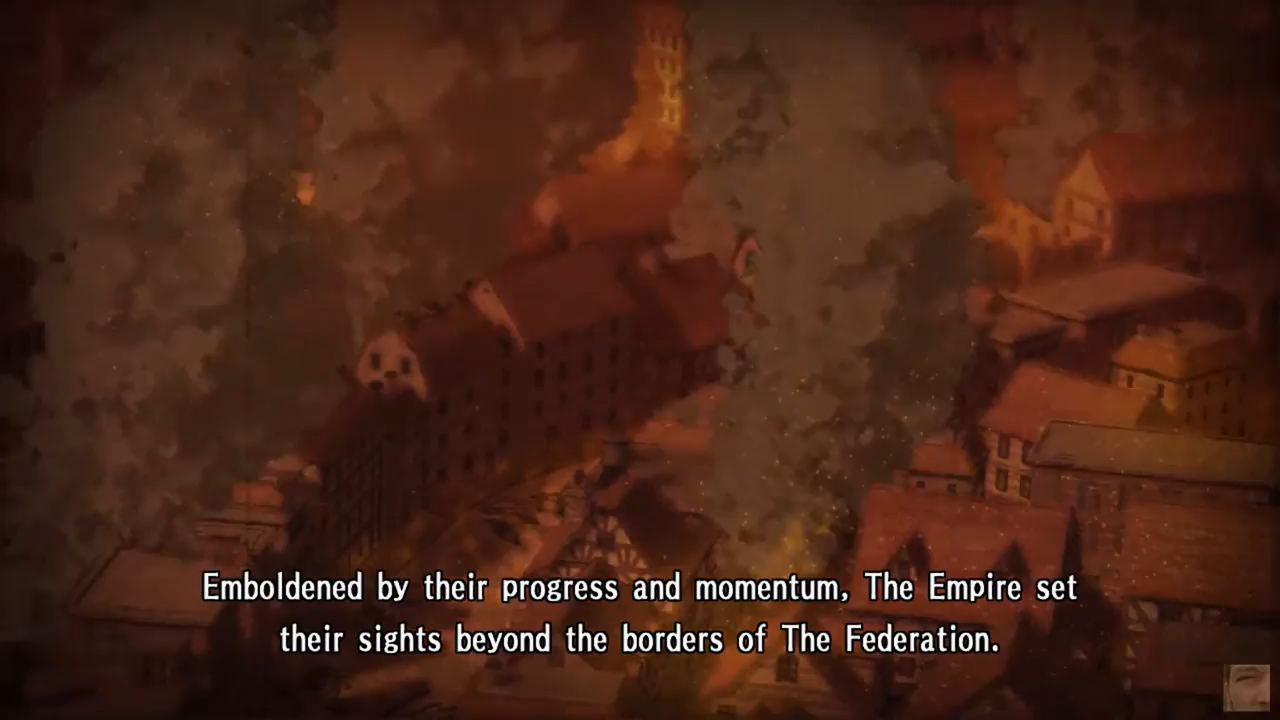 Emboldened by their progress and momentum, The Empire set
their sights beyond the borders of The Federation.